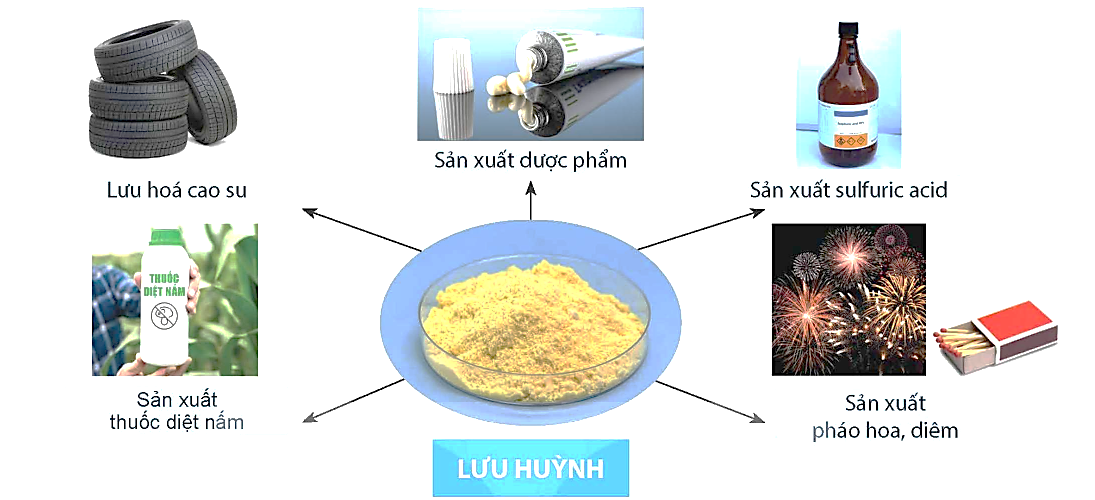 Sản xuất dược phẩm
Lưu hoá cao su
Sản xuất sulfuric acid
THUỐC
DIỆT NẤM
Sản xuất
thuốc diệt nấm
Sản xuất
pháo hoa, diêm
LƯU HUỲNH